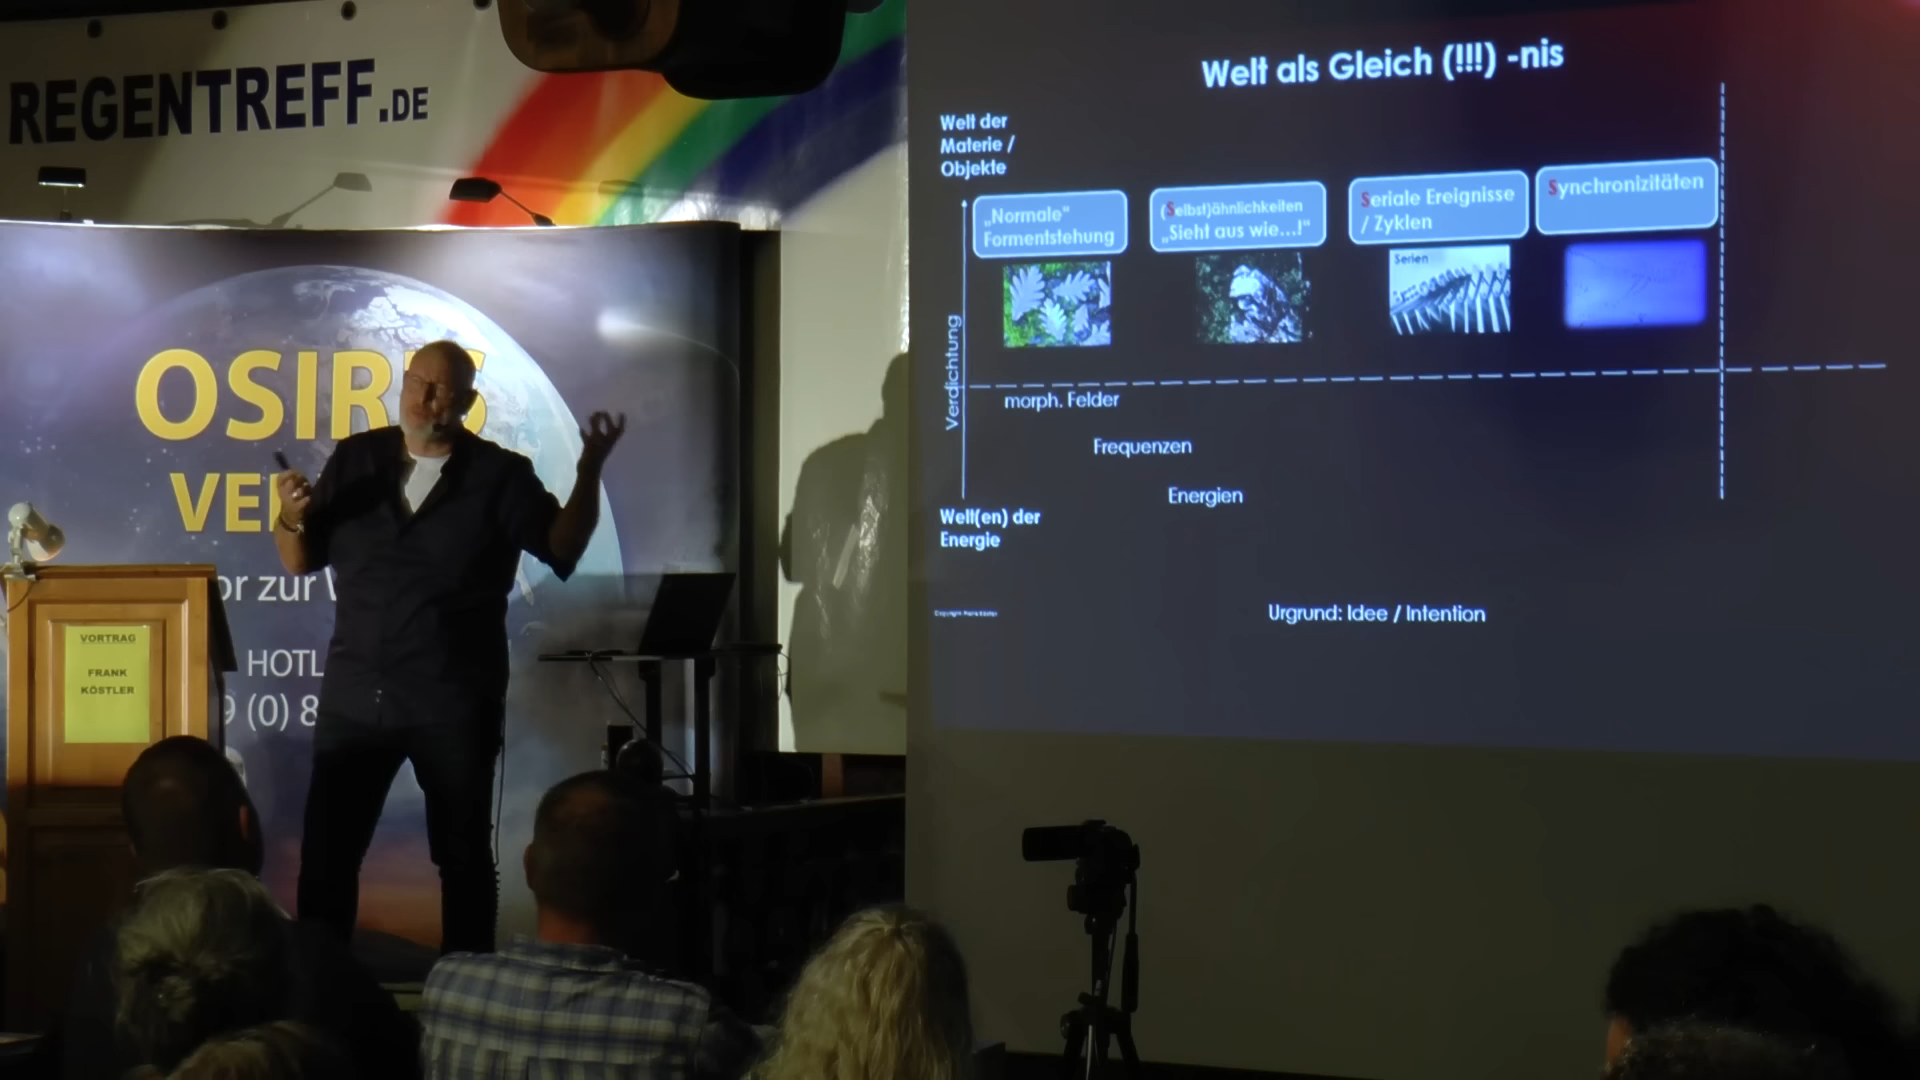 REGENTREFF.DE
OSIRIS
VE
or zur
HOTL
9 (0) 8
VORTRAG
FRANK
KÖSTLER
Welt als Gleich (!!!) -nis
Welt der
Materie /
Objekte
„Normale“
Formentstehung
(Selbst)ähnlichkeiten
„Sieht aus wie...!“
Seriale Ereignisse
/ Zyklen
Synchronizitäten
Serien
Verdichtung
morph. Felder
Frequenzen
Energien
Welt(en) der
Energie
Urgrund: Idee / Intention